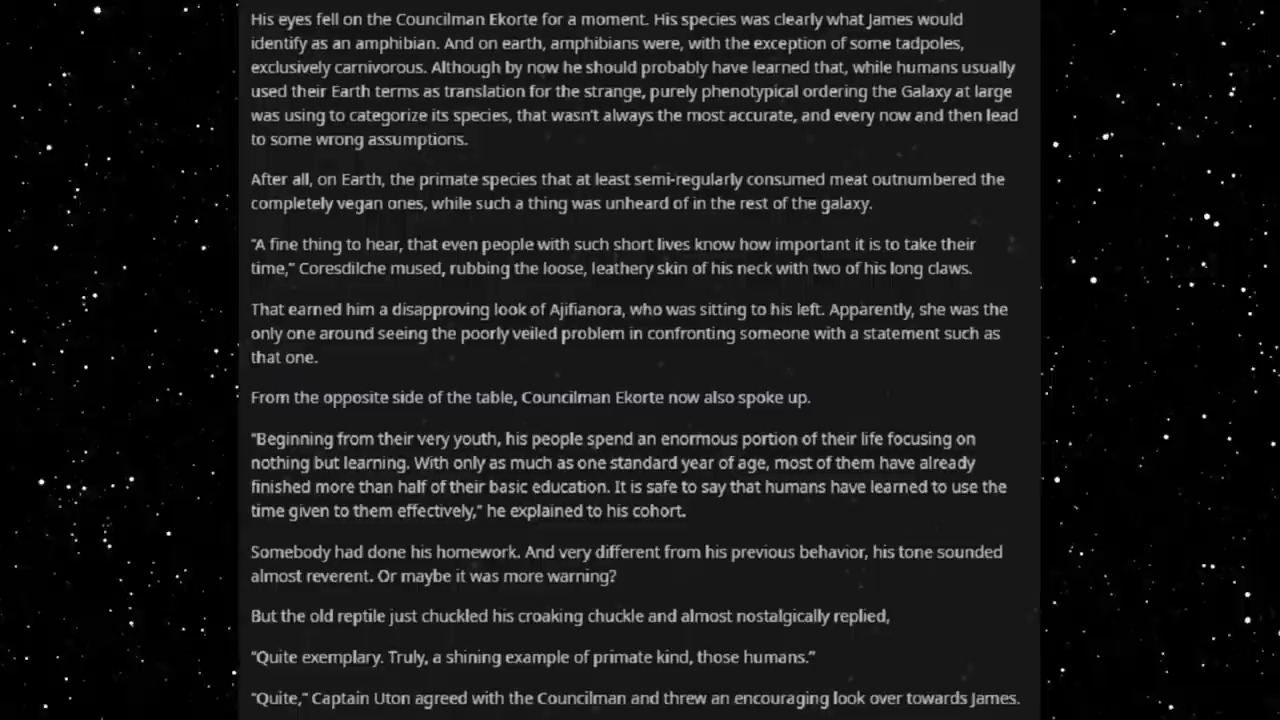 His eyes fell on the Councilman Ekorte for a moment. His species was clearly what James would
identify as an amphibian. And on earth, amphibians were, with the exception of some tadpoles,
exclusively carnivorous. Although by now he should probably have learned that, while humans usually
used their Earth terms as translation for the strange, purely phenotypical ordering the Galaxy at large
was using to categorize its species, that wasn't always the most accurate, and every now and then lead
to some wrong assumptions.
After all, on Earth, the primate species that at least semi-regularly consumed meat outnumbered the
completely vegan ones, while such a thing was unheard of in the rest of the galaxy.
"A fine thing to hear, that even people with such short lives know how important it is to take their
time," Coresdilche mused, rubbing the loose, leathery skin of his neck with two of his long claws.
That earned him a disapproving look of Ajifianora, who was sitting to his left. Apparently, she was the
only one around seeing the poorly veiled problem in confronting someone with a statement such as
that one.
From the opposite side of the table, Councilman Ekorte now also spoke up.
"Beginning from their very youth, his people spend an enormous portion of their life focusing on
nothing but learning. With only as much as one standard year of age, most of them have already
finished more than half of their basic education. It is safe to say that humans have learned to use the
time given to them effectively," he explained to his cohort.
Somebody had done his homework. And very different from his previous behavior, his tone sounded
almost reverent. Or maybe it was more warning?
But the old reptile just chuckled his croaking chuckle and almost nostalgically replied,
"Quite exemplary. Truly, a shining example of primate kind, those humans."
"Quite," Captain Uton agreed with the Councilman and threw an encouraging look over towards James.